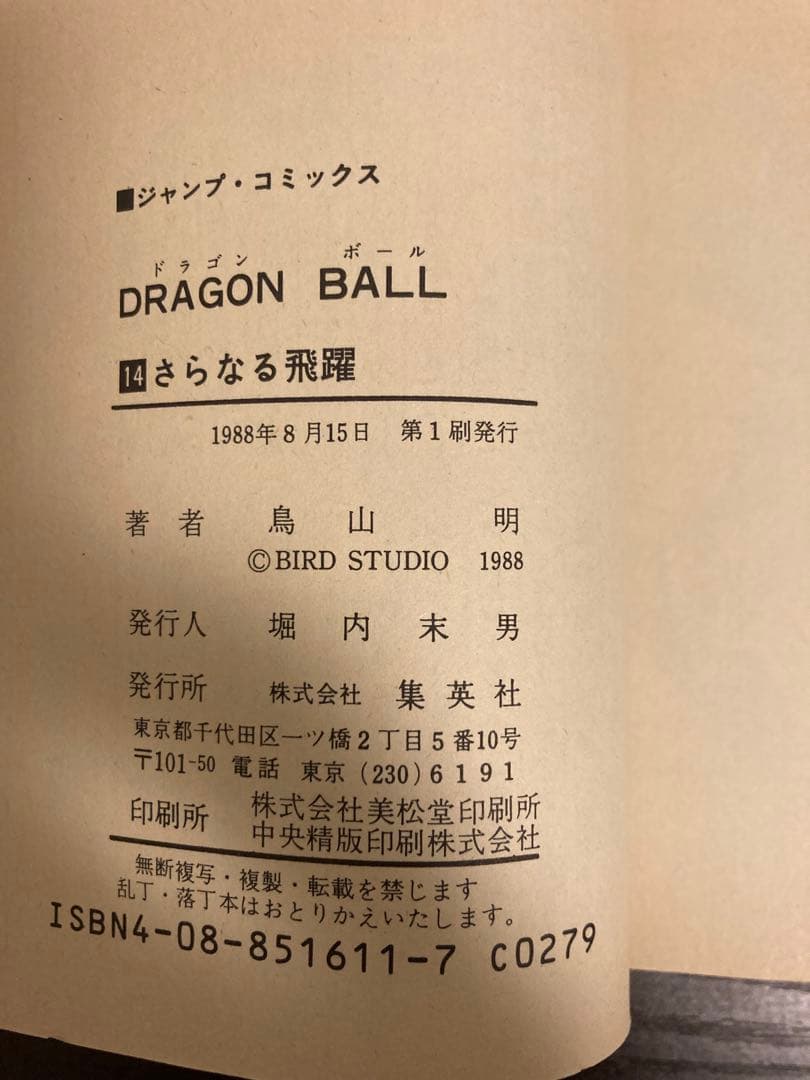 ■ジャンプ・コミックス
ドラゴン ボール
DRAGON BALL
14さらなる飛躍
1988年8月15日 第1刷発行
著者 鳥山 明
©BIRD STUDIO 1988
発行人 堀内末男
発行所 株式会社 集英社
東京都千代田区一ツ橋2丁目5番10号
〒101-50 電話 東京(230)6191
印刷所 株式会社美松堂印刷所
中央精版印刷株式会社
無断複写・複製・転載を禁じます
乱丁・落丁本はおとりかえいたします。
ISBN4-08-851611-7 C0279